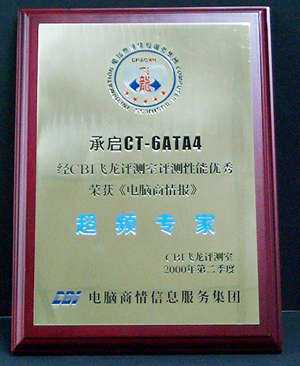 飞龙
承启CT-6ATA4
经CBI飞龙评测室评测性能优秀
荣获《电脑商情报》
超频专家
CBI飞龙评测室
2000年第二季度
CBI 电脑商情信息服务集团